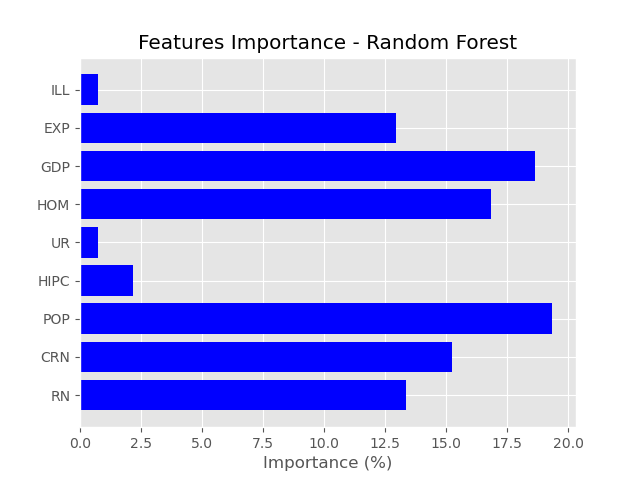 Features Importance - Random Forest
ILL
EXP
GDP
HOM
UR
HIPC
POP
CRN
RN
0.0 2.5 5.0 7.5 10.0 12.5 15.0 17.5 20.0
Importance (%)